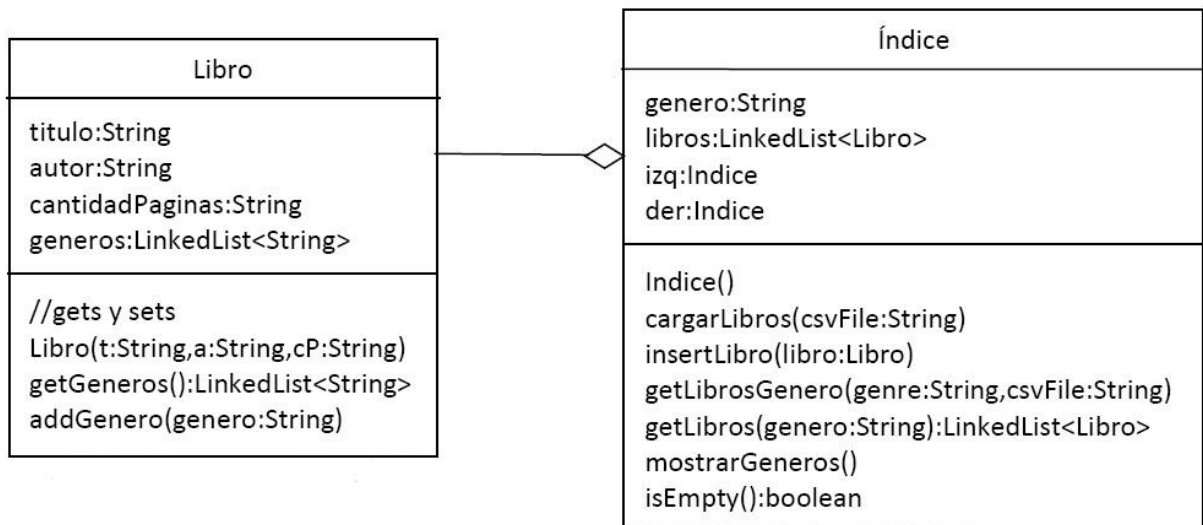 Libro
titulo:String
autor:String
cantidadPaginas:String
generos:LinkedList<String>
//gets y sets
Libro(t:String,a:String,cP:String)
getGeneros():LinkedList<String>
addGenero(genero:String)
Índice
genero:String
libros:LinkedList<Libro>
izq:Indice
der:Indice
Indice()
cargarLibros(csvFile:String)
insertLibro(libro:Libro)
getLibrosGenero(genre:String,csvFile:String)
getLibros(genero:String):LinkedList<Libro>
mostrarGeneros()
isEmpty():boolean